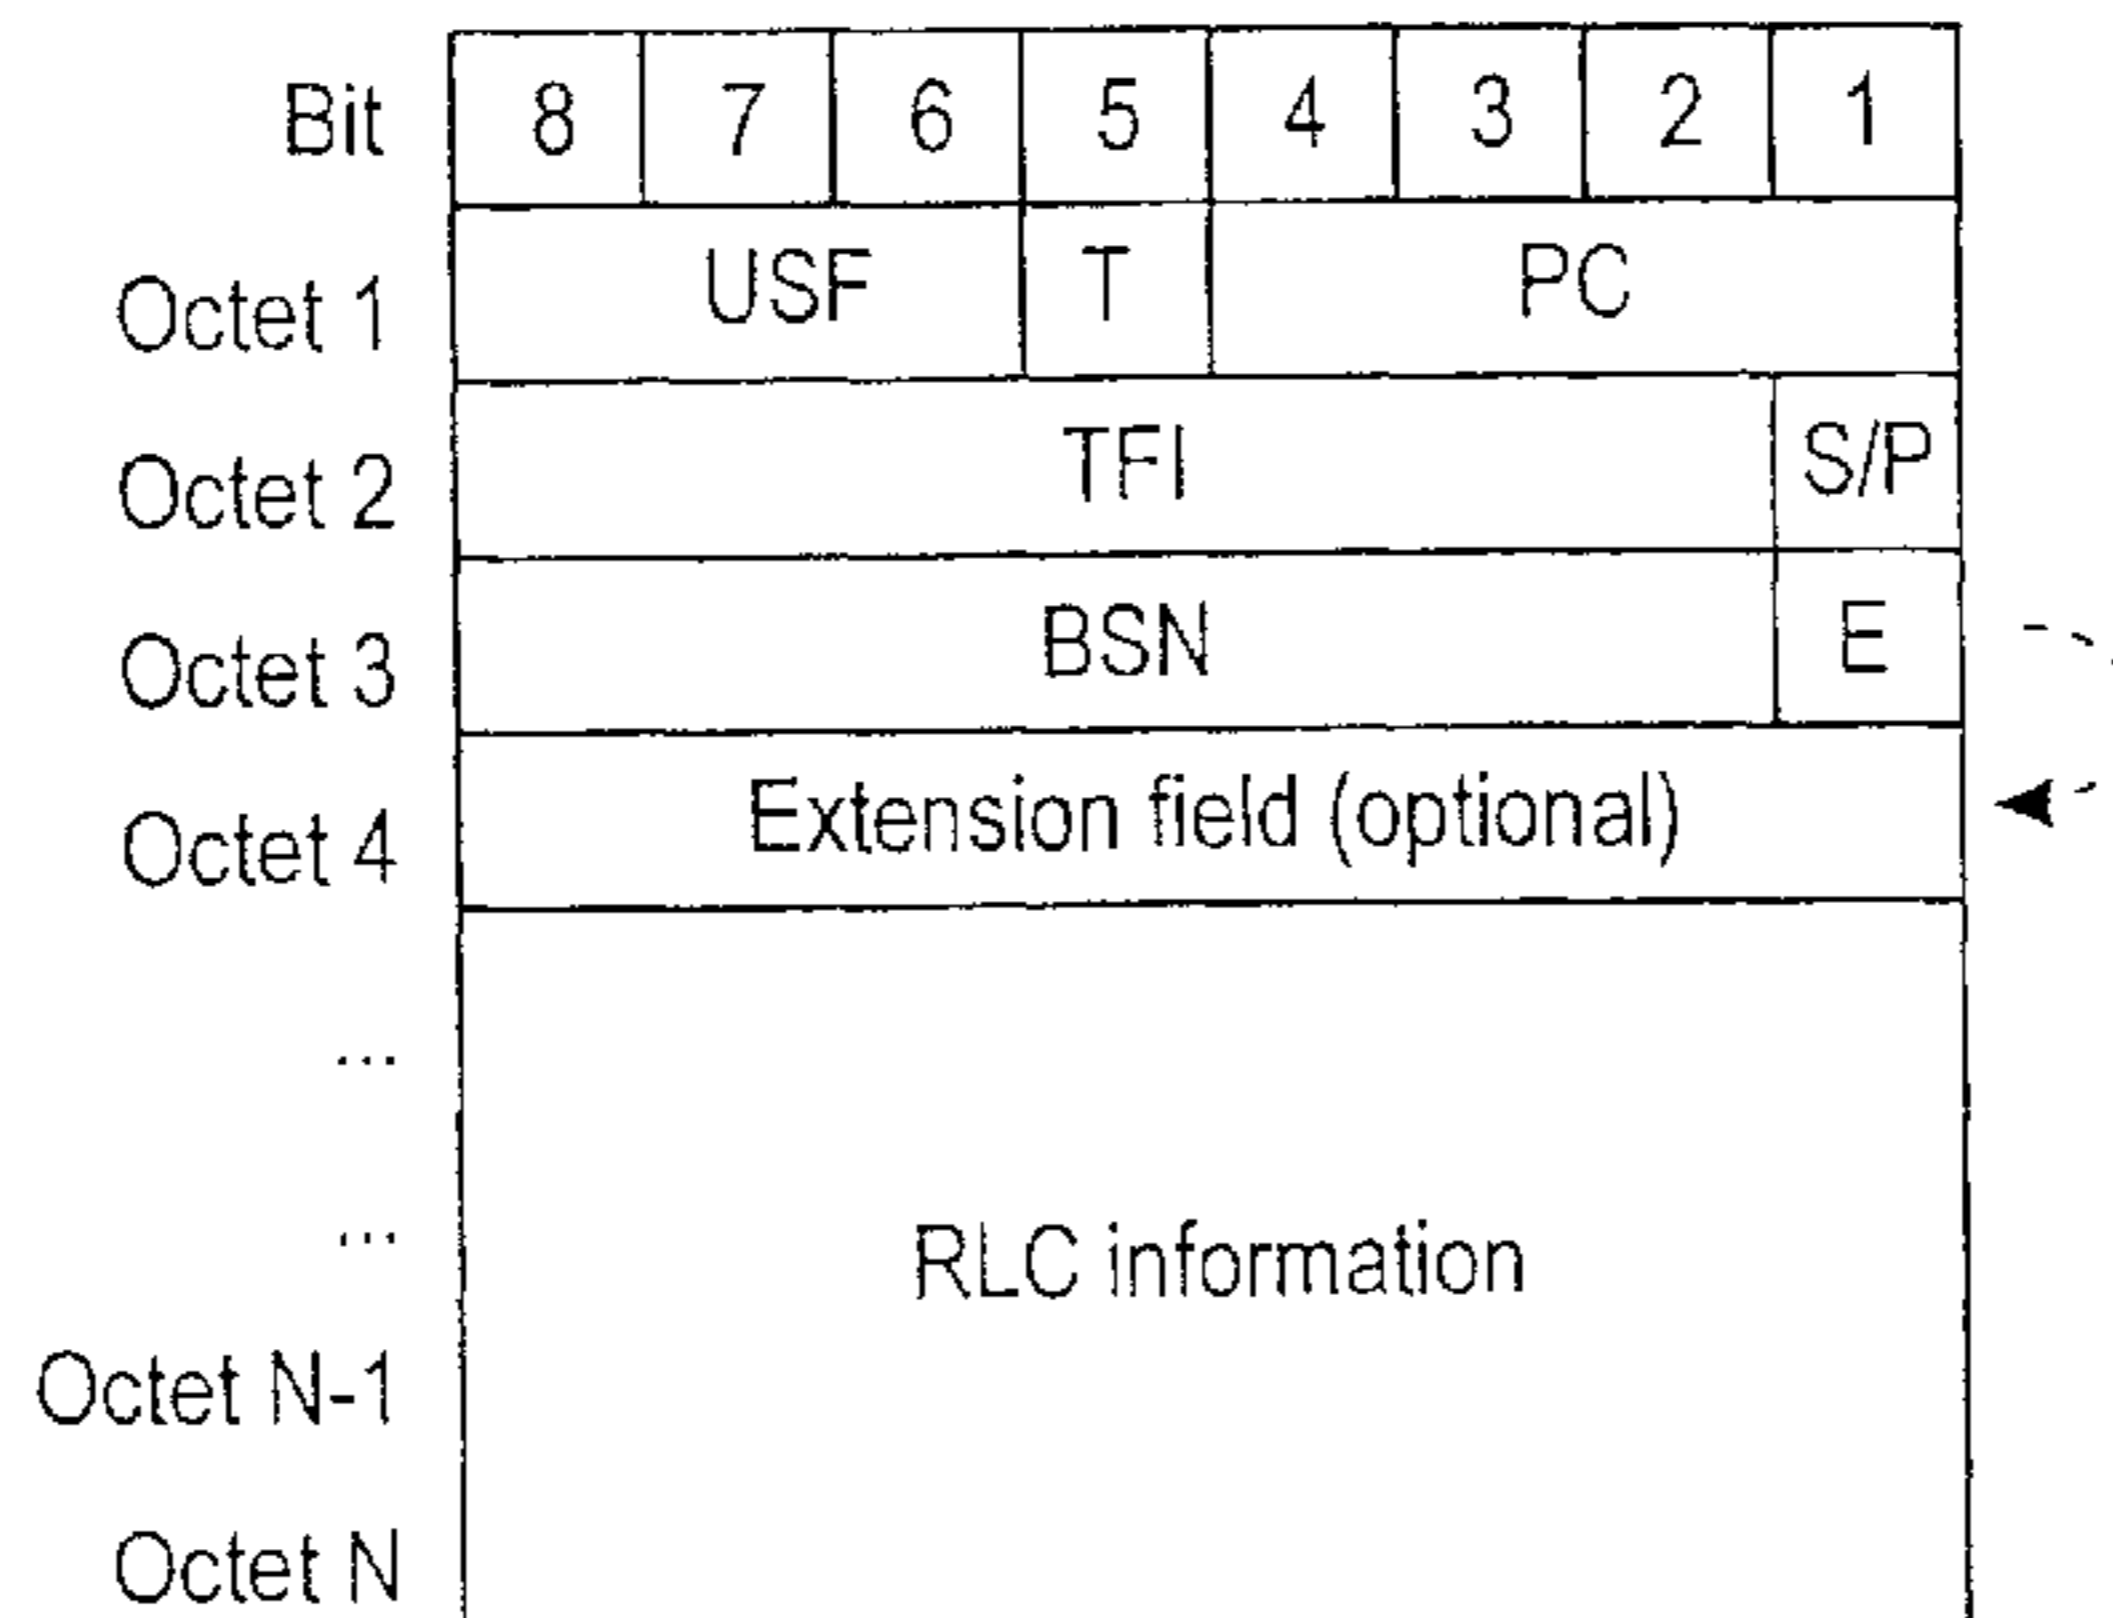 Bit 8 7 6 5 4 3 2 1
Octet 1 USF T PC
Octet 2 TFI S/P
Octet 3 BSN E
Octet 4 Extension field (optional)
...
... RLC information
Octet N-1
Octet N